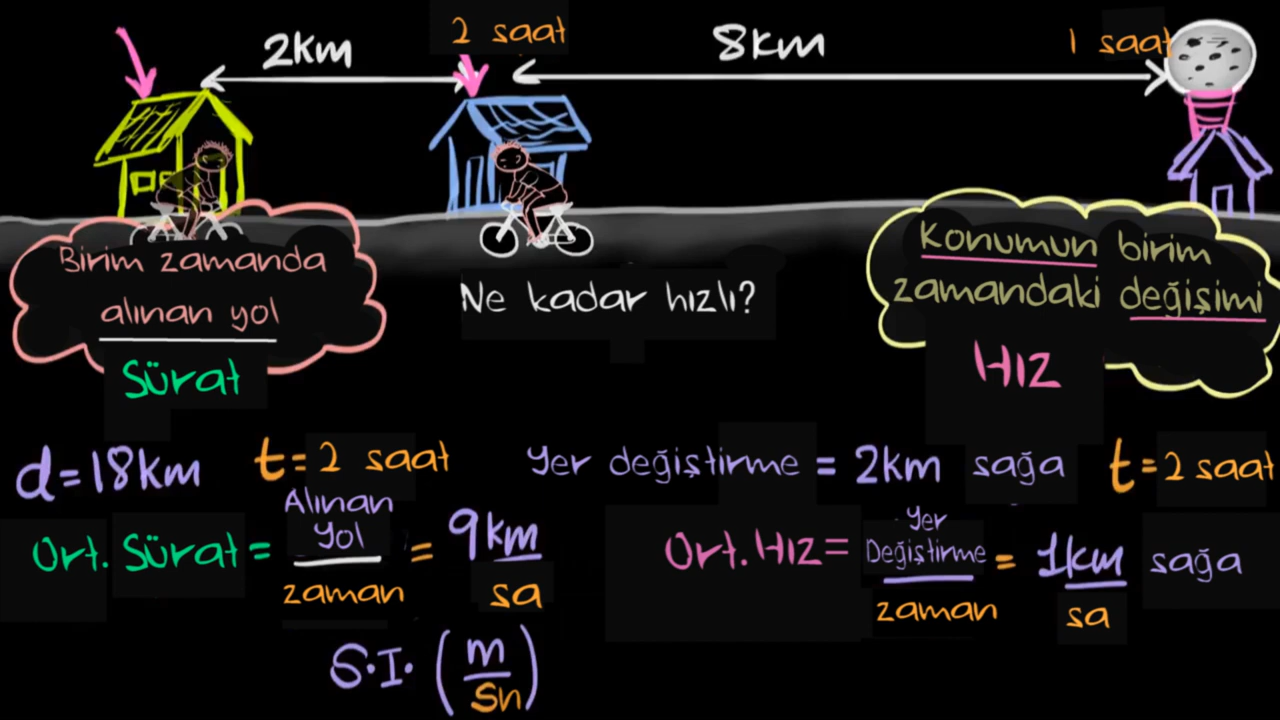 2km
2 saat
8km
1 saat
Birim zamanda
alınan yol
Sürat
Ne kadar hızlı?
Konumun birim
zamandaki değişimi
Hız
d=18km
t=2 saat
Ort. Sürat = Alınan Yol / zaman = 9km / sa
S.I. (m / sn)
Yer değiştirme = 2km sağa
t=2 saat
Ort. Hız = Yer Değiştirme / zaman = 1km / sa sağa